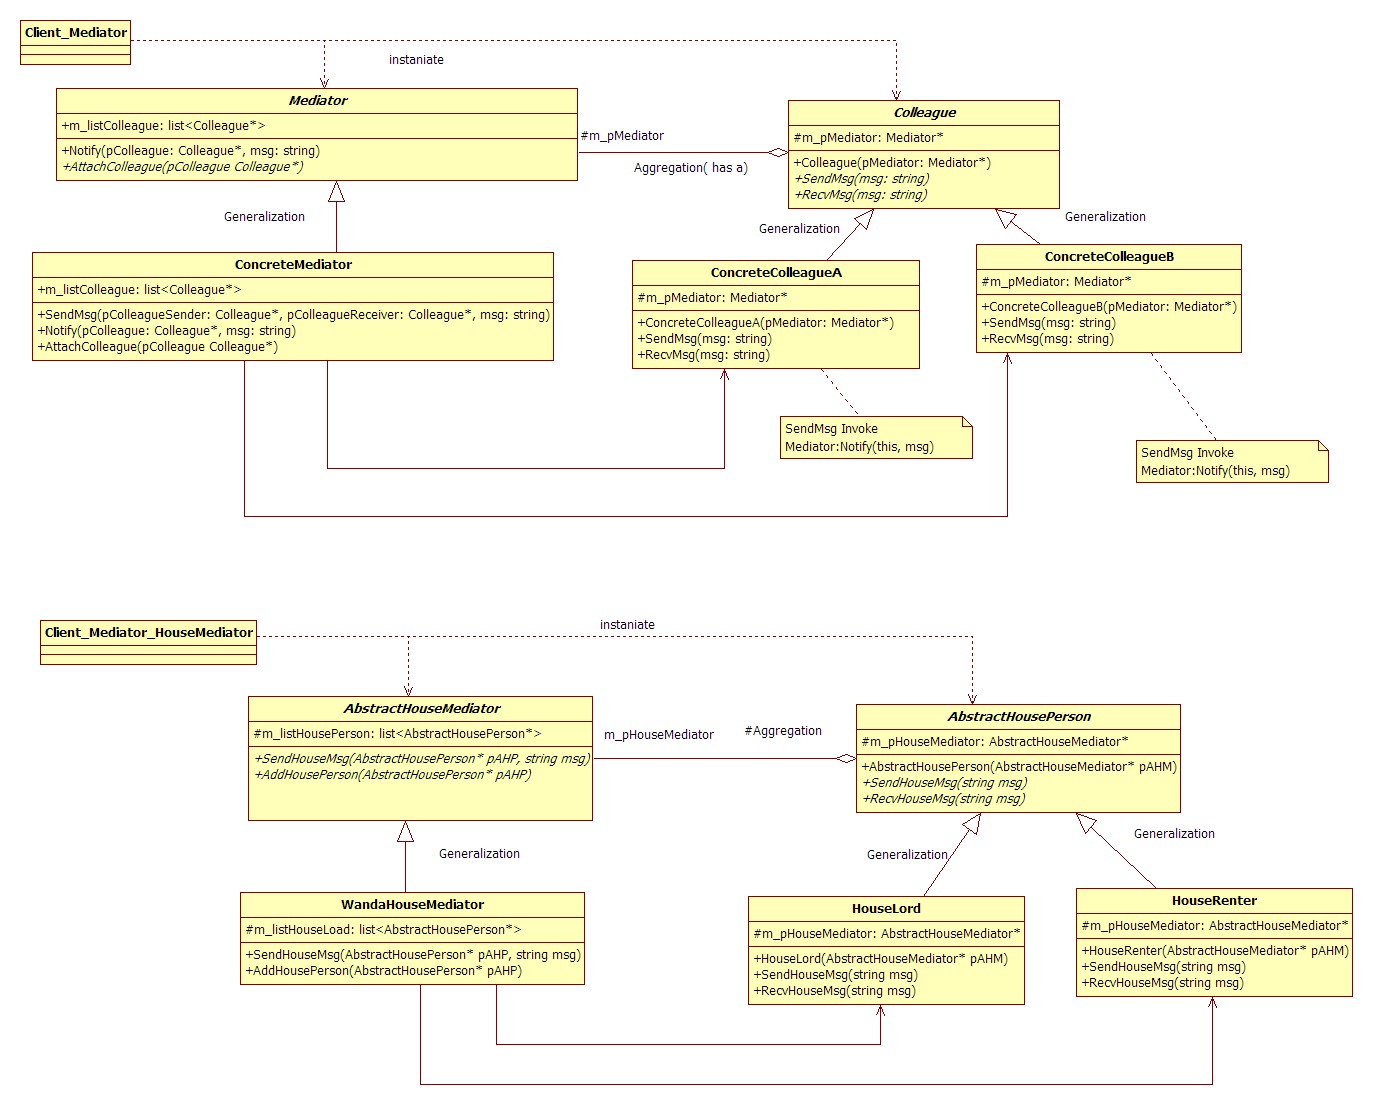 Client_Mediator
instaniate
Mediator
+m_listColleague: list<Colleague*>
+Notify(pColleague: Colleague*, msg: string)
+AttachColleague(pColleague Colleague*)
#m_pMediator
Aggregation( has a)
Colleague
#m_pMediator: Mediator*
+Colleague(pMediator: Mediator*)
+SendMsg(msg: string)
+RecvMsg(msg: string)
Generalization
Generalization
Generalization
ConcreteMediator
+m_listColleague: list<Colleague*>
+SendMsg(pColleagueSender: Colleague*, pColleagueReceiver: Colleague*, msg: string)
+Notify(pColleague: Colleague*, msg: string)
+AttachColleague(pColleague Colleague*)
ConcreteColleagueA
#m_pMediator: Mediator*
+ConcreteColleagueA(pMediator: Mediator*)
+SendMsg(msg: string)
+RecvMsg(msg: string)
ConcreteColleagueB
#m_pMediator: Mediator*
+ConcreteColleagueB(pMediator: Mediator*)
+SendMsg(msg: string)
+RecvMsg(msg: string)
SendMsg Invoke
Mediator:Notify(this, msg)
SendMsg Invoke
Mediator:Notify(this, msg)
Client_Mediator_HouseMediator
instaniate
AbstractHouseMediator
#m_listHousePerson: list<AbstractHousePerson*>
+SendHouseMsg(AbstractHousePerson* pAHP, string msg)
+AddHousePerson(AbstractHousePerson* pAHP)
m_pHouseMediator
#Aggregation
AbstractHousePerson
#m_pHouseMediator: AbstractHouseMediator*
+AbstractHousePerson(AbstractHouseMediator* pAHM)
+SendHouseMsg(string msg)
+RecvHouseMsg(string msg)
Generalization
Generalization
Generalization
WandaHouseMediator
#m_listHouseLoad: list<AbstractHousePerson*>
+SendHouseMsg(AbstractHousePerson* pAHP, string msg)
+AddHousePerson(AbstractHousePerson* pAHP)
HouseLord
#m_pHouseMediator: AbstractHouseMediator*
+HouseLord(AbstractHouseMediator* pAHM)
+SendHouseMsg(string msg)
+RecvHouseMsg(string msg)
HouseRenter
#m_pHouseMediator: AbstractHouseMediator*
+HouseRenter(AbstractHouseMediator* pAHM)
+SendHouseMsg(string msg)
+RecvHouseMsg(string msg)